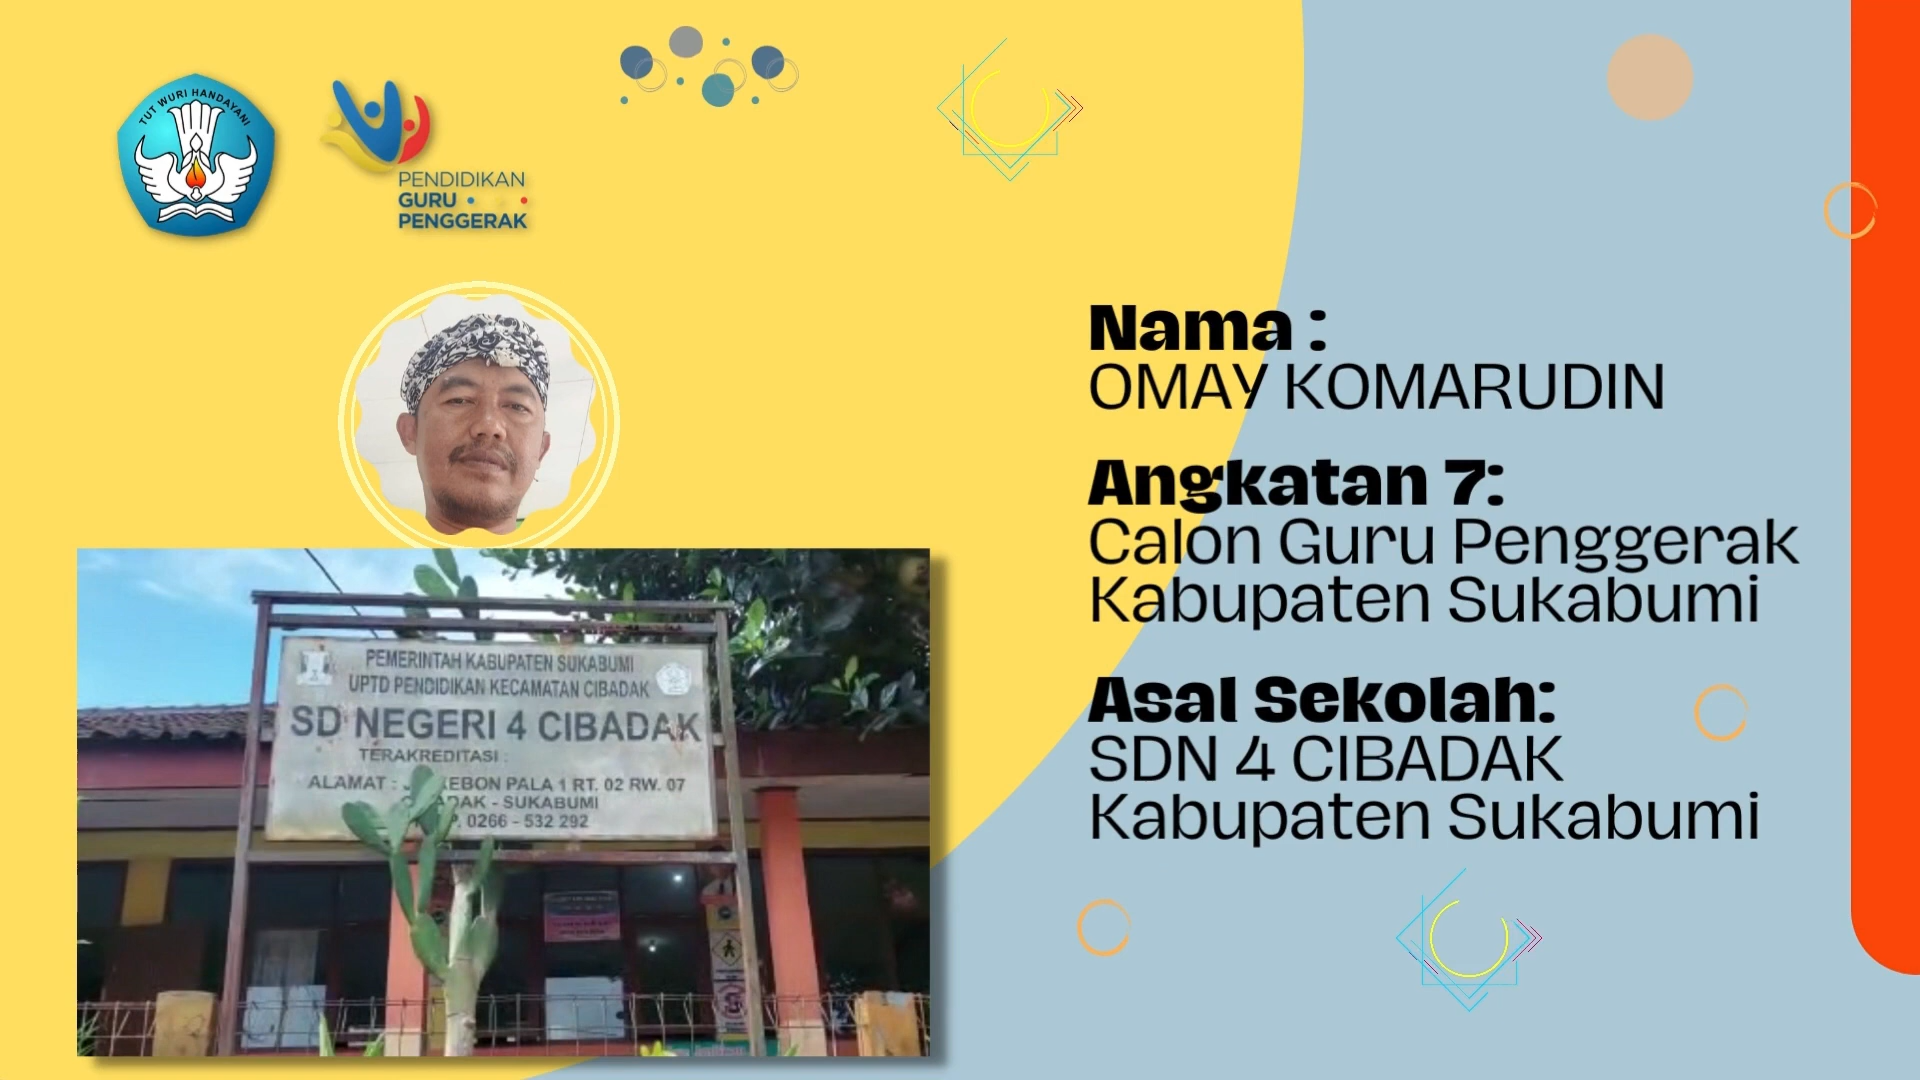 TUT WURI HANDAYANI
PENDIDIKAN
GURU
PENGGERAK
Nama :
OMAY KOMARUDIN
Angkatan 7:
Calon Guru Penggerak
Kabupaten Sukabumi
Asal Sekolah:
SDN 4 CIBADAK
Kabupaten Sukabumi
PEMERINTAH KABUPATEN SUKABUMI
UPTD PENDIDIKAN KECAMATAN CIBADAK
SD NEGERI 4 CIBADAK
TERAKREDITASI :
ALAMAT : KEBON PALA 1 RT. 02 RW. 07
- SUKABUMI
0266 - 532 292